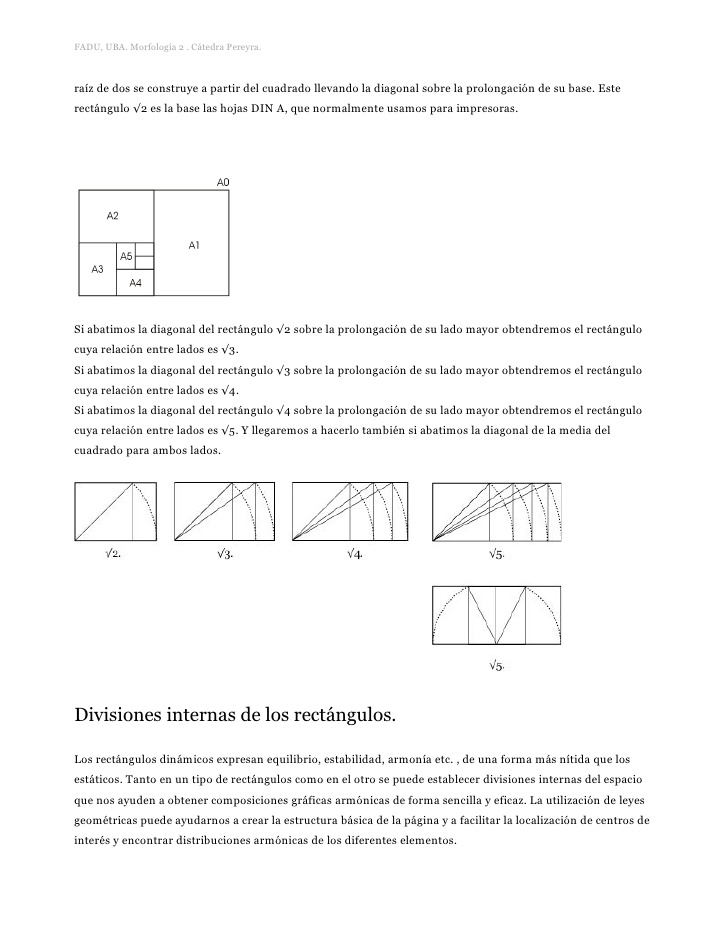 FADU, UBA. Morfología 2 . Cátedra Pereyra.
raíz de dos se construye a partir del cuadrado llevando la diagonal sobre la prolongación de su base. Este
rectángulo √2 es la base las hojas DIN A, que normalmente usamos para impresoras.
A0
A2
A1
A5
A3
A4
Si abatimos la diagonal del rectángulo √2 sobre la prolongación de su lado mayor obtendremos el rectángulo
cuya relación entre lados es √3.
Si abatimos la diagonal del rectángulo √3 sobre la prolongación de su lado mayor obtendremos el rectángulo
cuya relación entre lados es √4.
Si abatimos la diagonal del rectángulo √4 sobre la prolongación de su lado mayor obtendremos el rectángulo
cuya relación entre lados es √5. Y llegaremos a hacerlo también si abatimos la diagonal de la media del
cuadrado para ambos lados.
√2. √3. √4. √5.
√5.
Divisiones internas de los rectángulos.
Los rectángulos dinámicos expresan equilibrio, estabilidad, armonía etc. , de una forma más nítida que los
estáticos. Tanto en un tipo de rectángulos como en el otro se puede establecer divisiones internas del espacio
que nos ayuden a obtener composiciones gráficas armónicas de forma sencilla y eficaz. La utilización de leyes
geométricas puede ayudarnos a crear la estructura básica de la página y a facilitar la localización de centros de
interés y encontrar distribuciones armónicas de los diferentes elementos.